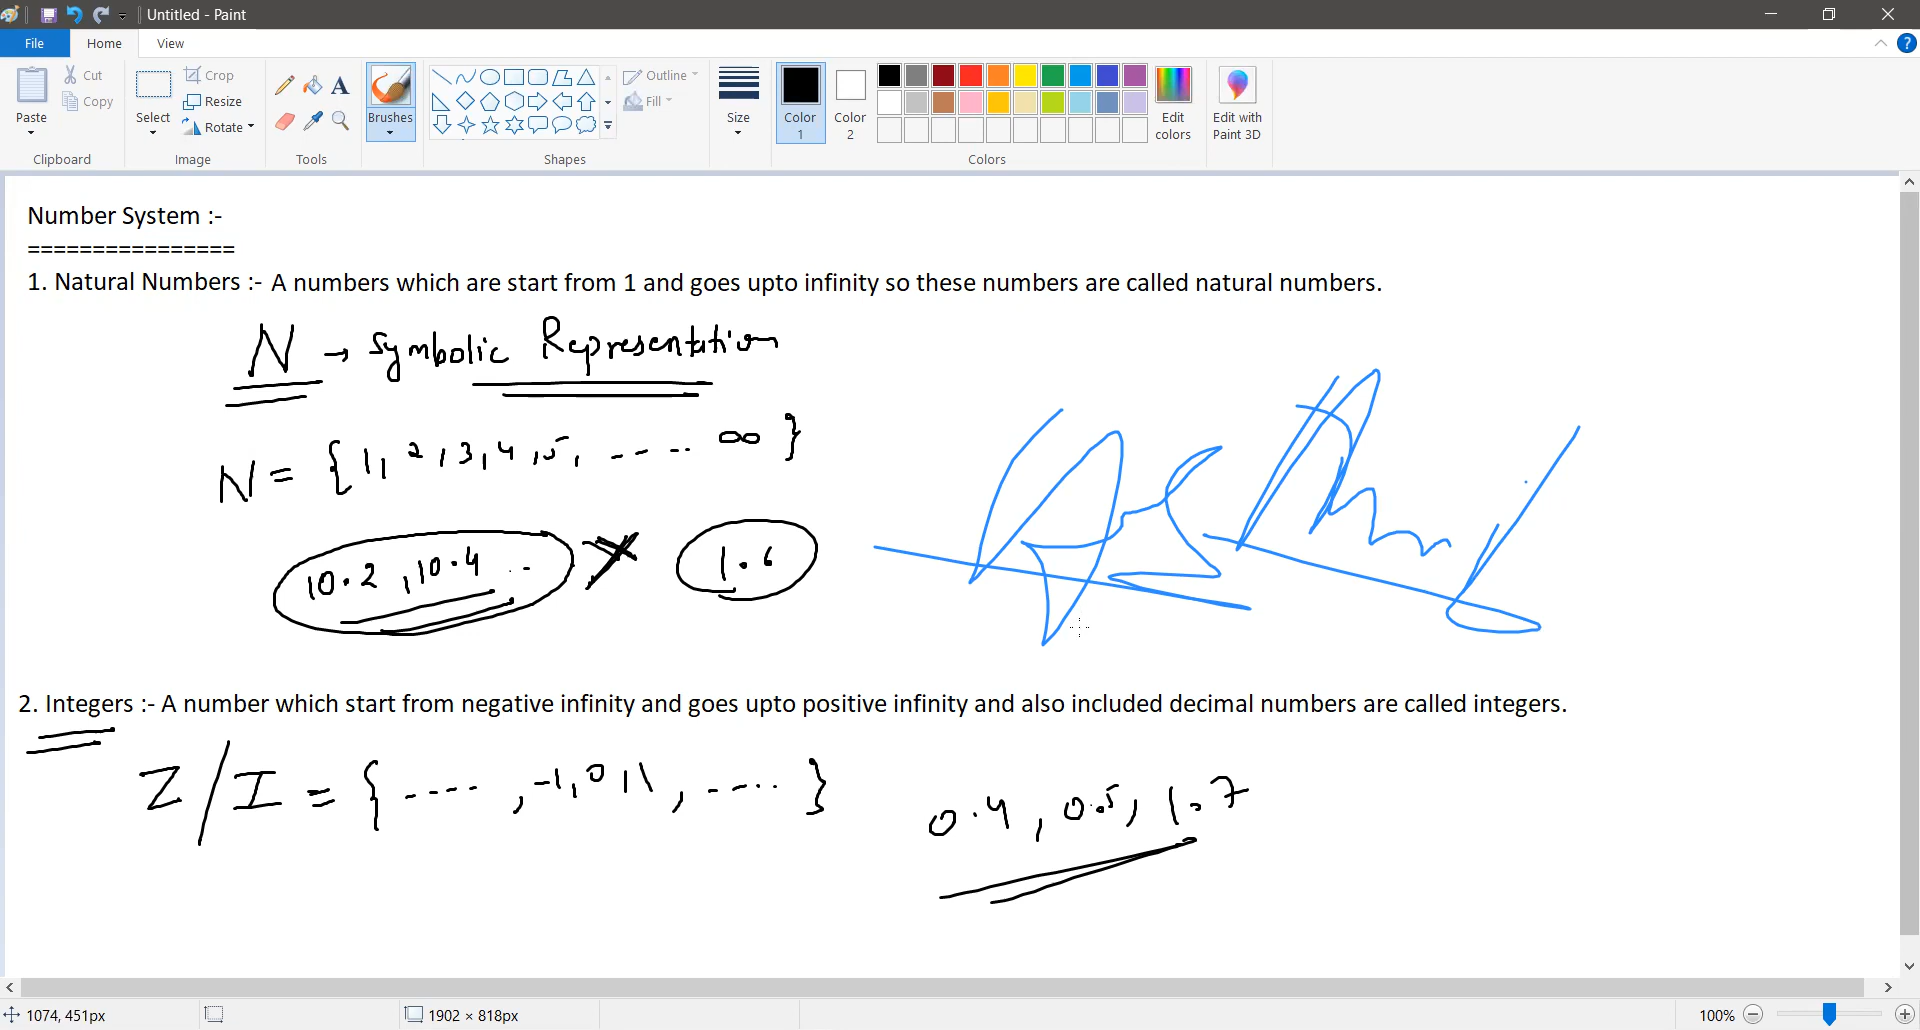 Untitled - Paint
File Home View
Paste Cut Copy Select Crop Resize Rotate Brushes Outline Fill Size Color 1 Color 2 Edit colors Edit with Paint 3D
Clipboard Image Tools Shapes Colors
Number System :-
================
1. Natural Numbers :- A numbers which are start from 1 and goes upto infinity so these numbers are called natural numbers.
N → Symbolic Representation
N = {1, 2, 3, 4, 5, ..... ∞ }
10.2 , 10.4 .. 1.6
2. Integers :- A number which start from negative infinity and goes upto positive infinity and also included decimal numbers are called integers.
Z/I = { ---- , -1, 0 , 1 , ---- }
0.4 , 0.5 , 1.7
1074, 451px 1902 × 818px 100%